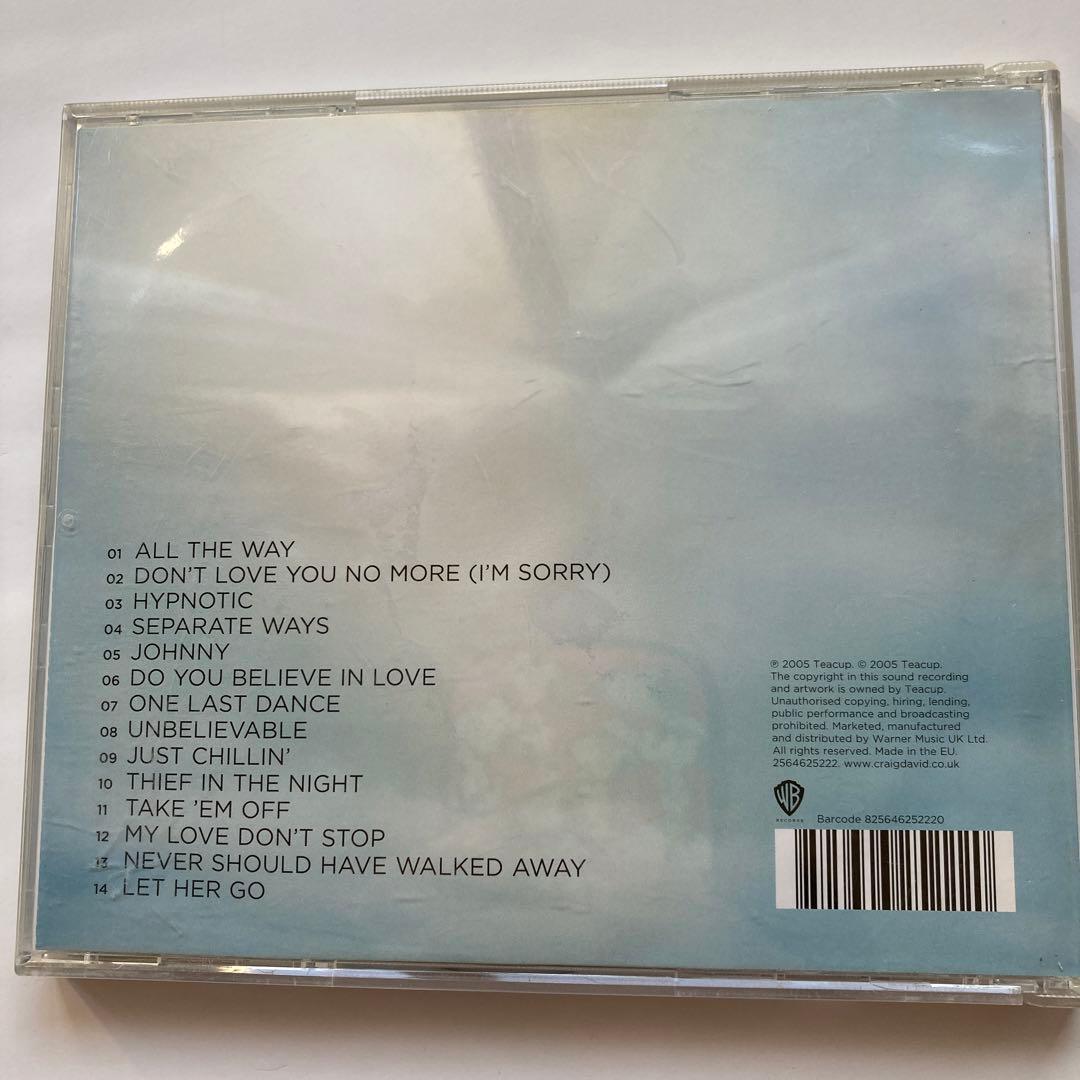 01 ALL THE WAY
02 DON'T LOVE YOU NO MORE (I'M SORRY)
03 HYPNOTIC
04 SEPARATE WAYS
05 JOHNNY
06 DO YOU BELIEVE IN LOVE
07 ONE LAST DANCE
08 UNBELIEVABLE
09 JUST CHILLIN'
10 THIEF IN THE NIGHT
11 TAKE 'EM OFF
12 MY LOVE DON'T STOP
13 NEVER SHOULD HAVE WALKED AWAY
14 LET HER GO
℗ 2005 Teacup. © 2005 Teacup.
The copyright in this sound recording
and artwork is owned by Teacup.
Unauthorised copying, hiring, lending,
public performance and broadcasting
prohibited. Marketed, manufactured
and distributed by Warner Music UK Ltd.
All rights reserved. Made in the EU.
2564625222. www.craigdavid.co.uk
WB
RECORDS
Barcode 825646252220